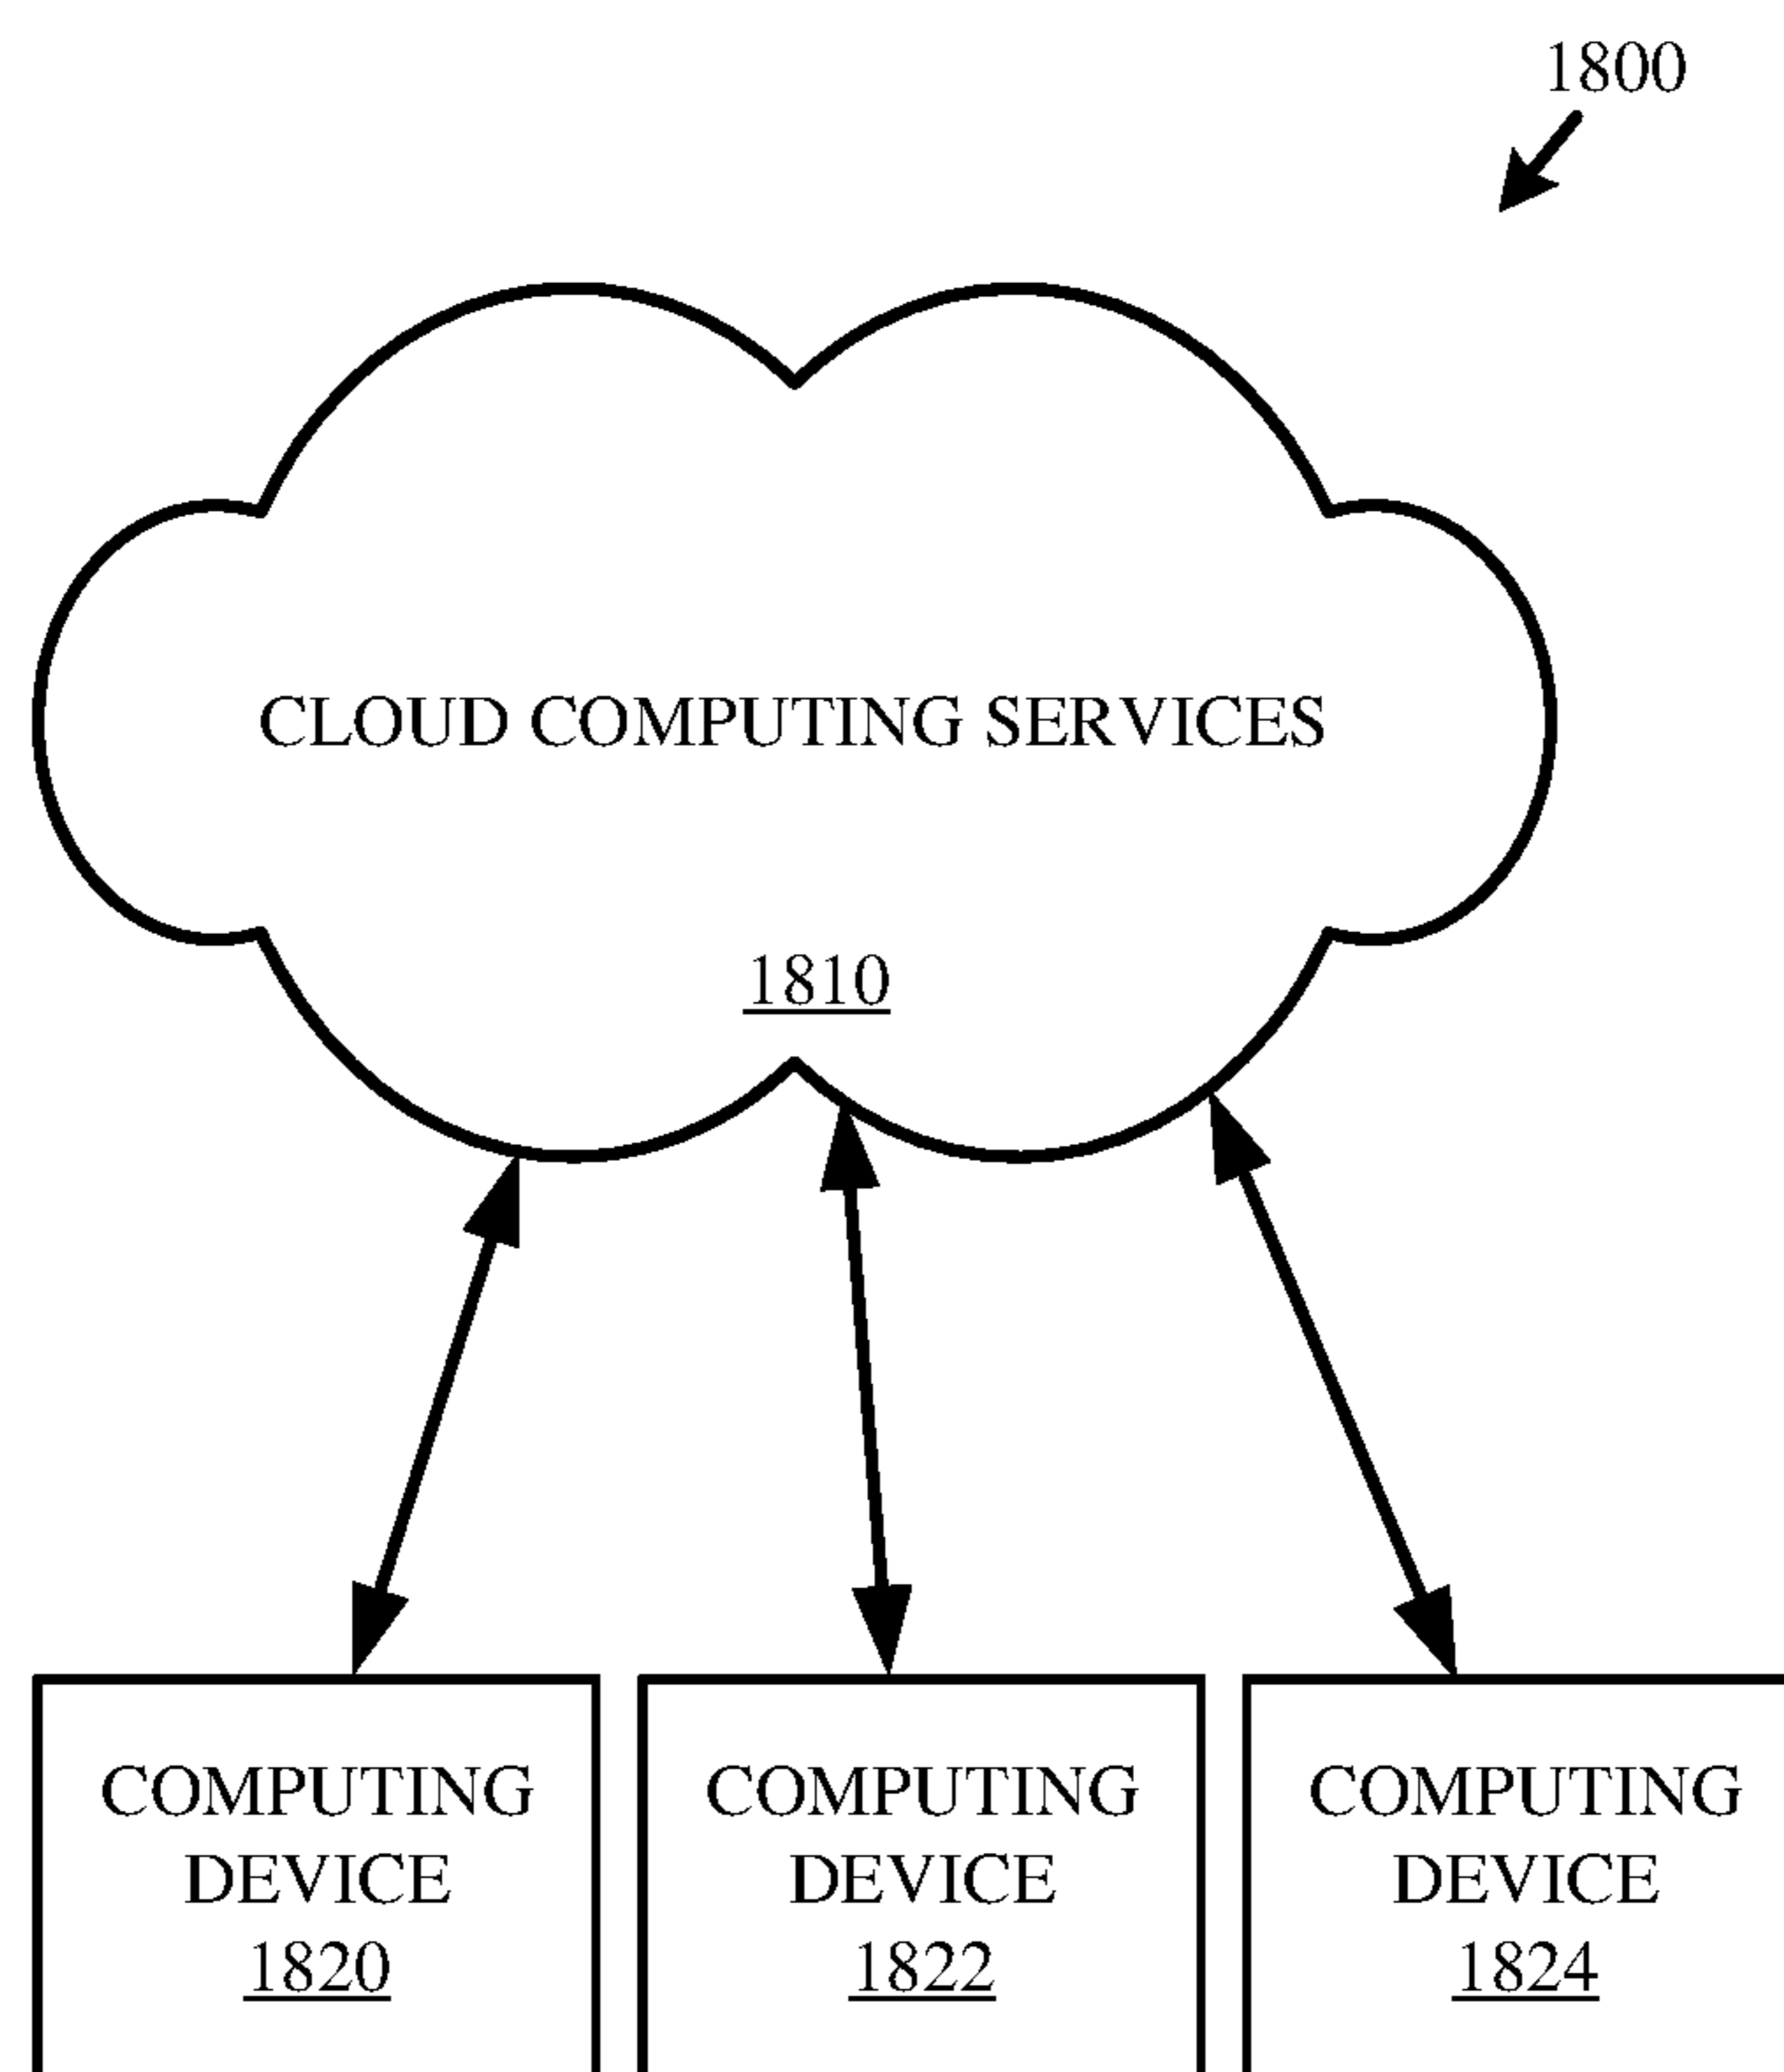 1800
CLOUD COMPUTING SERVICES
1810
COMPUTING
DEVICE
1820
COMPUTING
DEVICE
1822
COMPUTING
DEVICE
1824